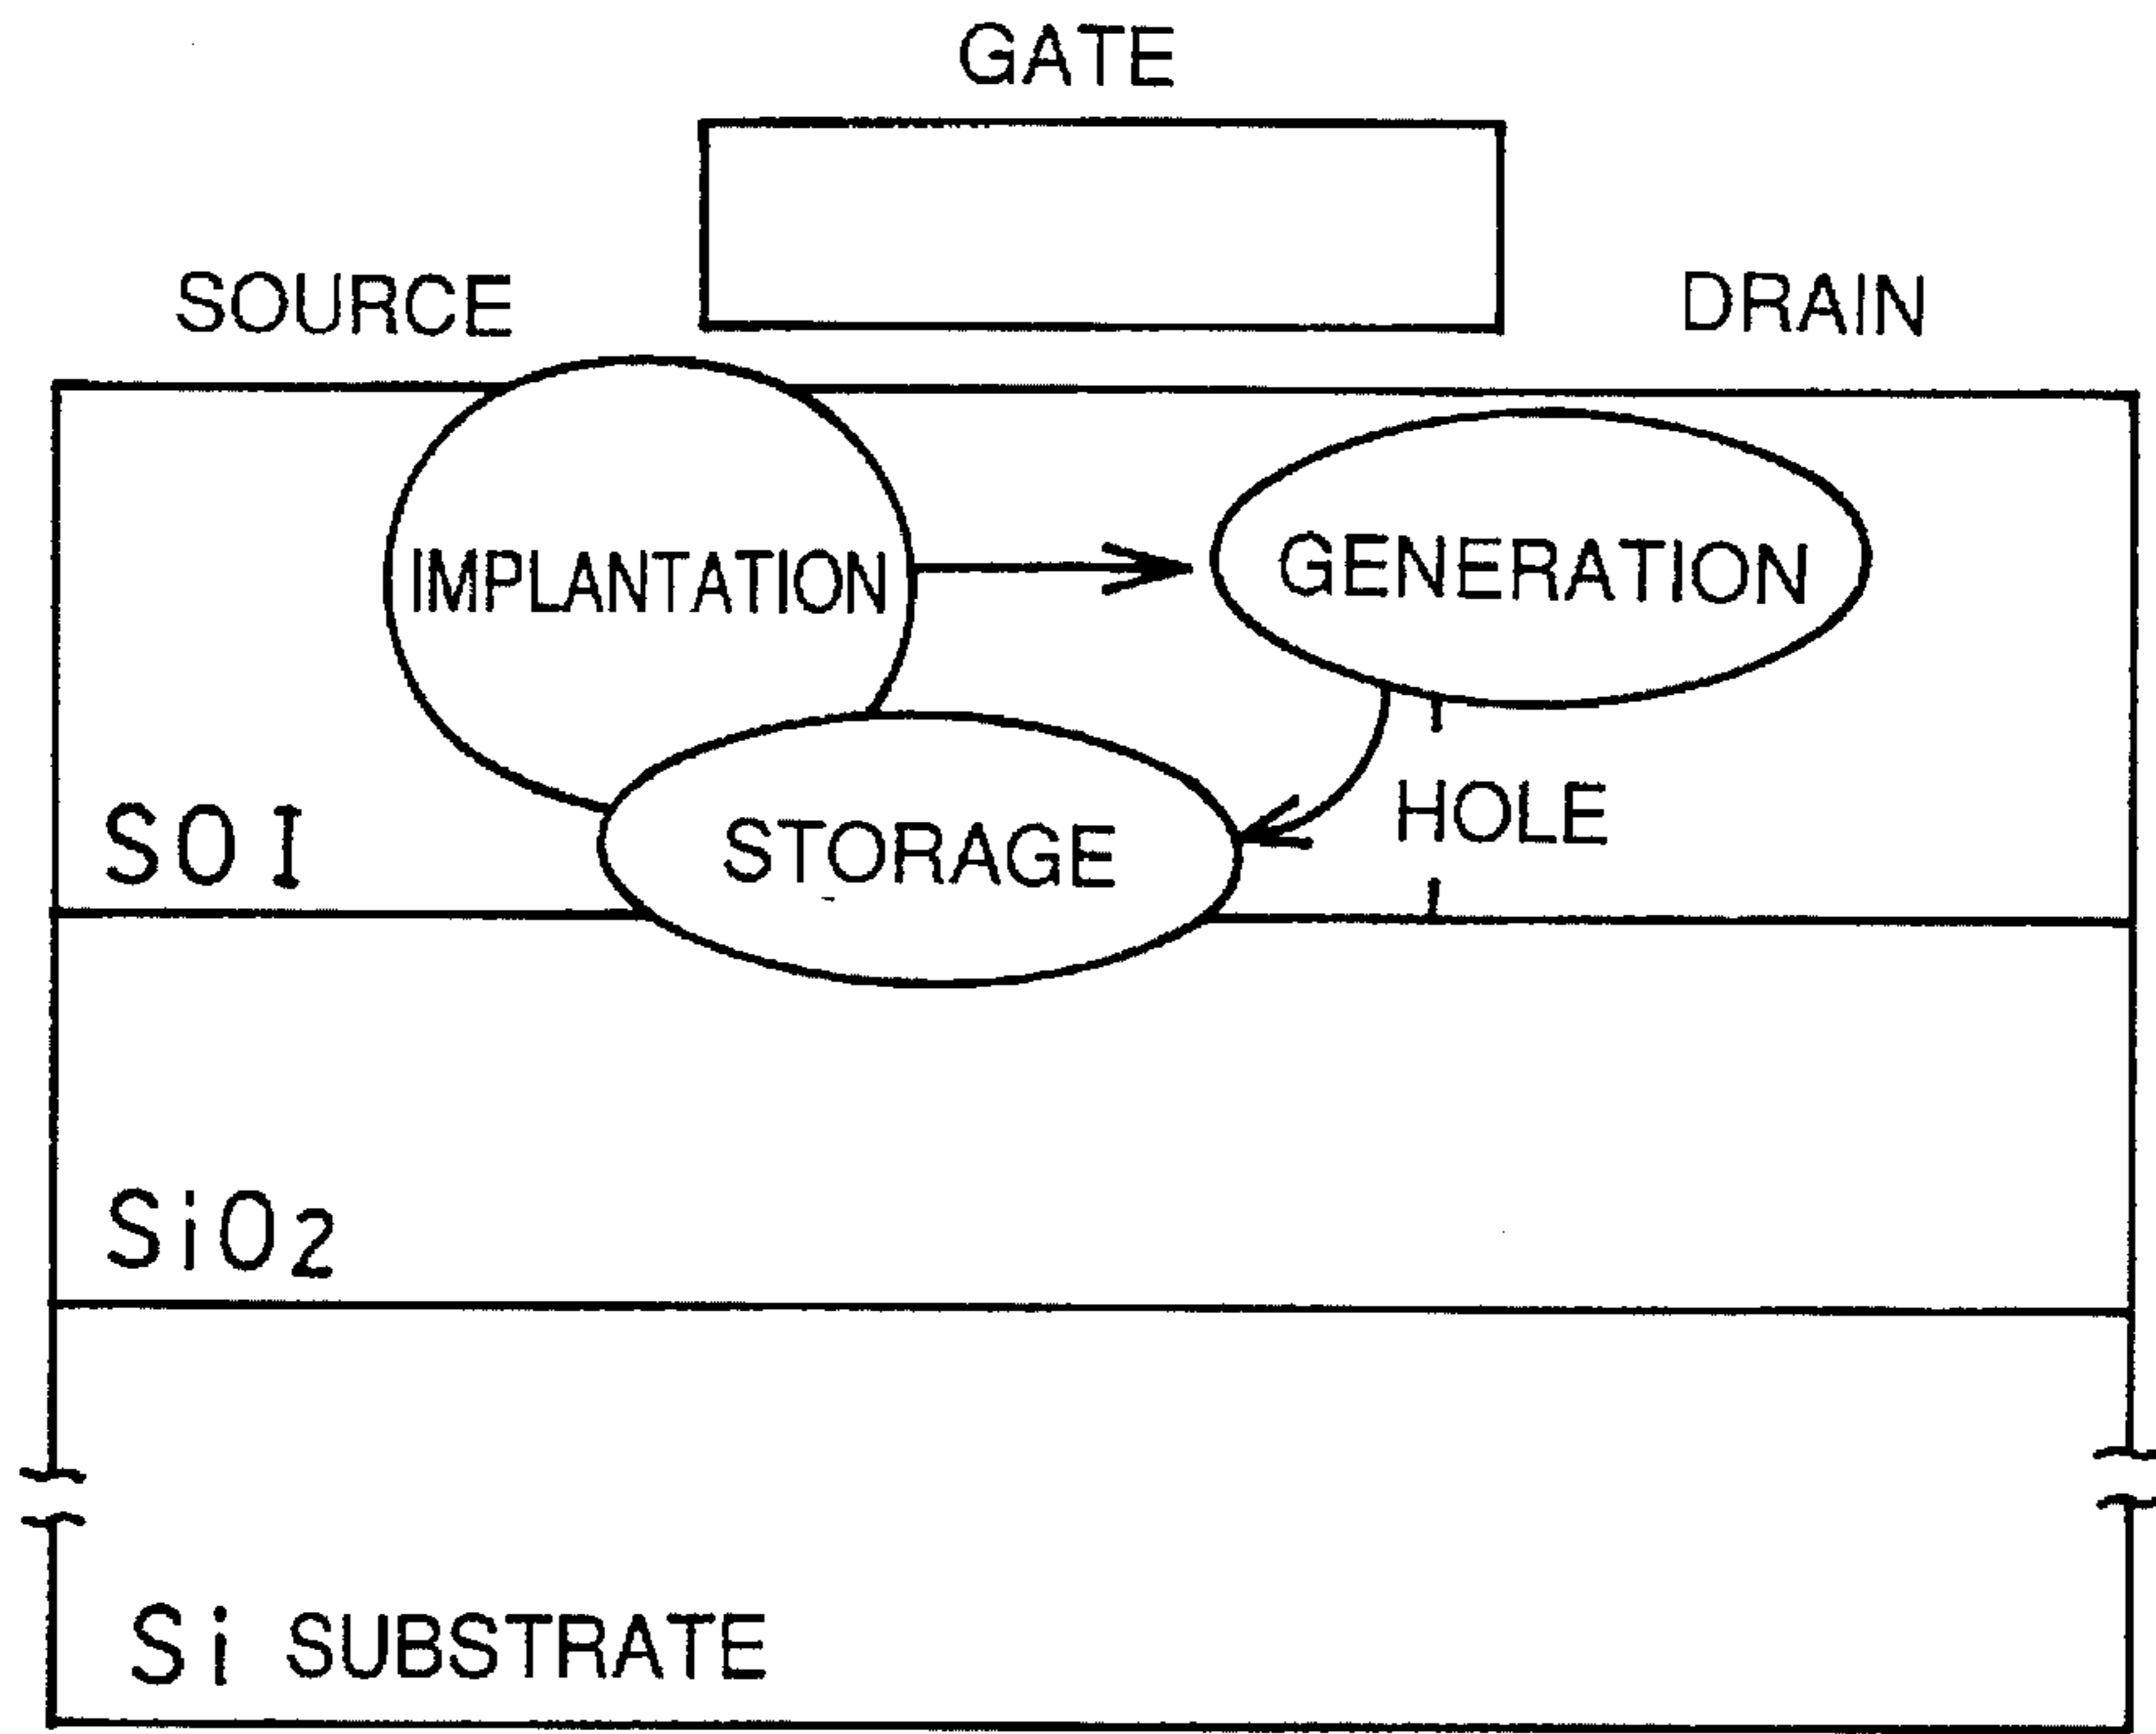 GATE
SOURCE
DRAIN
IMPLANTATION
GENERATION
HOLE
STORAGE
SOI
SiO2
Si SUBSTRATE